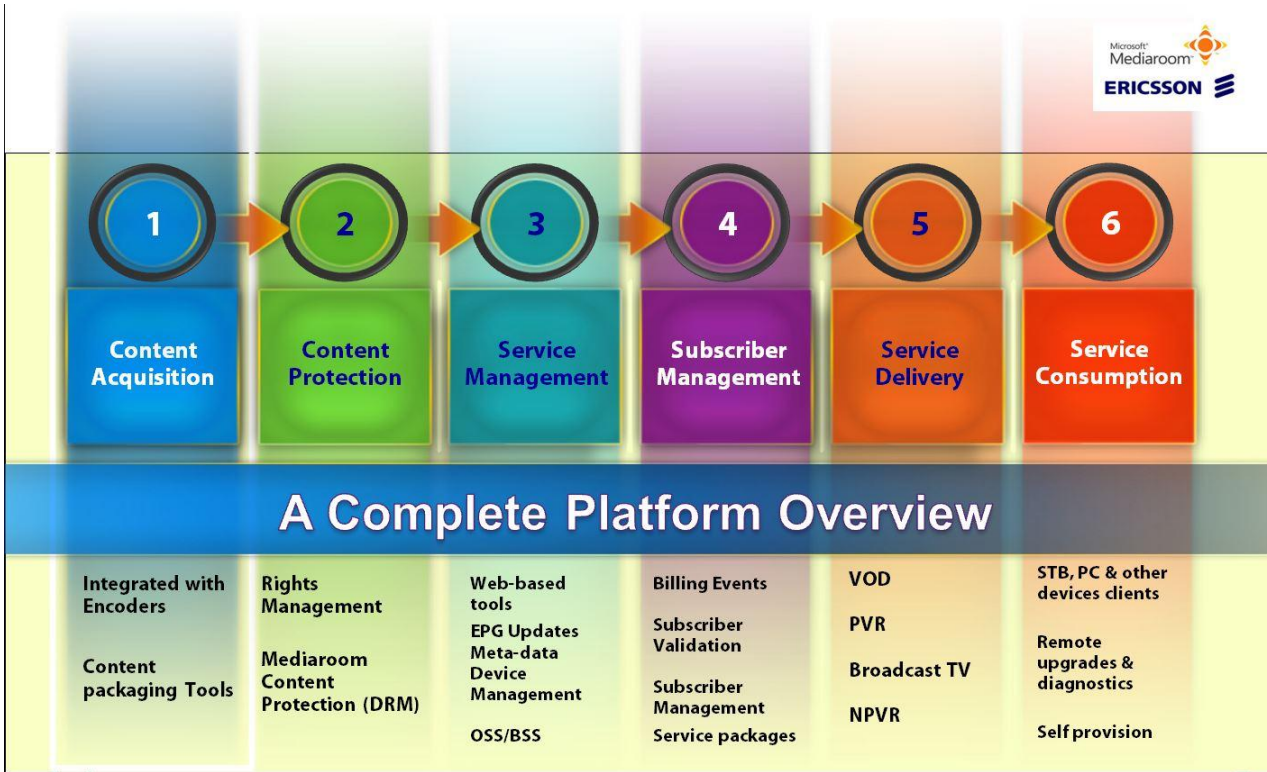 Microsoft®
Mediaroom™
ERICSSON
1
2
3
4
5
6
Content
Acquisition
Content
Protection
Service
Management
Subscriber
Management
Service
Delivery
Service
Consumption
A Complete Platform Overview
Integrated with
Encoders
Content
packaging Tools
Rights
Management
Mediaroom
Content
Protection (DRM)
Web-based
tools
EPG Updates
Meta-data
Device
Management
OSS/BSS
Billing Events
Subscriber
Validation
Subscriber
Management
Service packages
VOD
PVR
Broadcast TV
NPVR
STB, PC & other
devices clients
Remote
upgrades &
diagnostics
Self provision